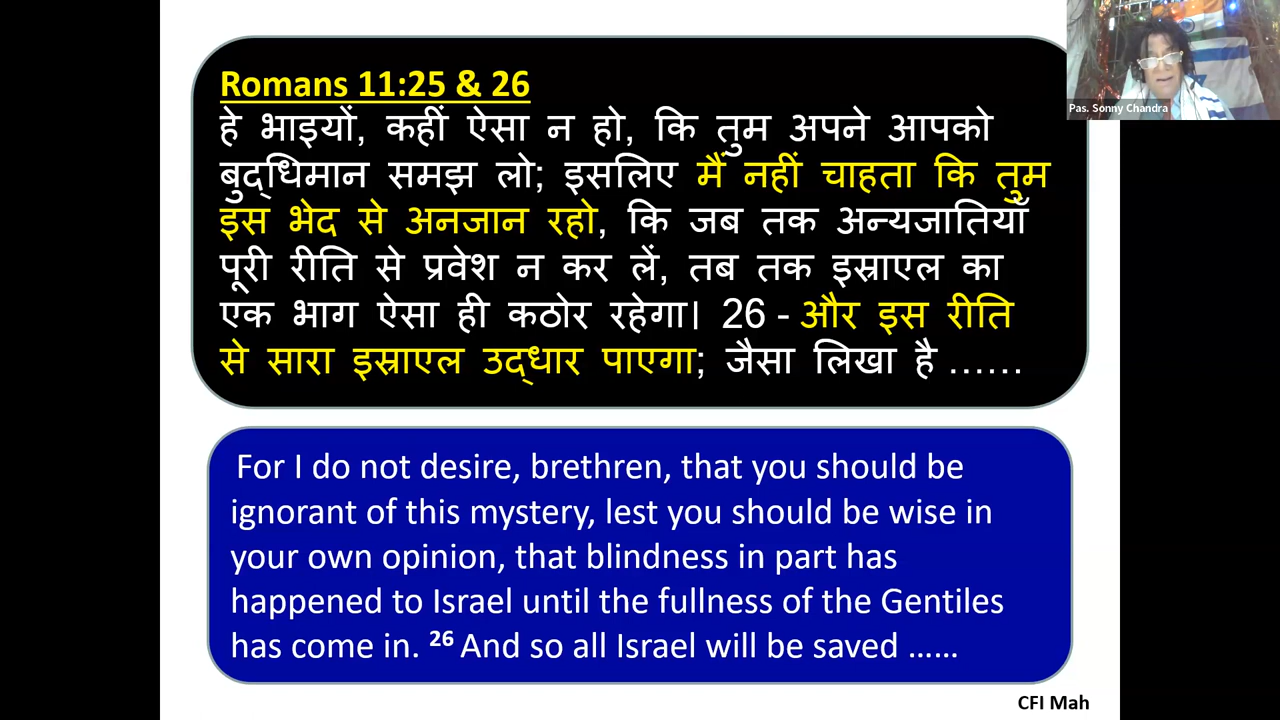 Romans 11:25 & 26
हे भाइयों, कहीं ऐसा न हो, कि तुम अपने आपको
बुद्धिमान समझ लो; इसलिए मैं नहीं चाहता कि तुम
इस भेद से अनजान रहो, कि जब तक अन्यजातियाँ
पूरी रीति से प्रवेश न कर लें, तब तक इस्राएल का
एक भाग ऐसा ही कठोर रहेगा। 26 - और इस रीति
से सारा इस्राएल उद्धार पाएगा; जैसा लिखा है ……
For I do not desire, brethren, that you should be
ignorant of this mystery, lest you should be wise in
your own opinion, that blindness in part has
happened to Israel until the fullness of the Gentiles
has come in. 26 And so all Israel will be saved ……
CFI Mah
Pas. Sonny Chandra